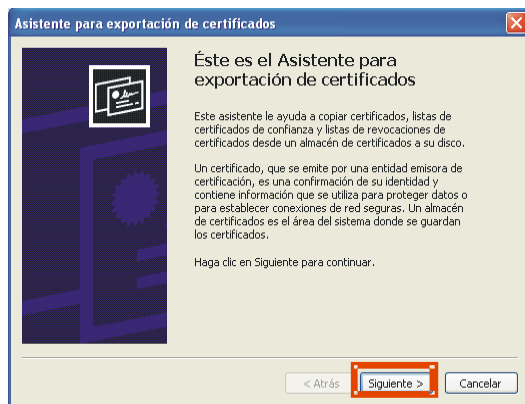 Asistente para exportación de certificados
Éste es el Asistente para
exportación de certificados
Este asistente le ayuda a copiar certificados, listas de
certificados de confianza y listas de revocaciones de
certificados desde un almacén de certificados a su disco.
Un certificado, que se emite por una entidad emisora de
certificación, es una confirmación de su identidad y
contiene información que se utiliza para proteger datos o
para establecer conexiones de red seguras. Un almacén
de certificados es el área del sistema donde se guardan
los certificados.
Haga clic en Siguiente para continuar.
< Atrás Siguiente > Cancelar